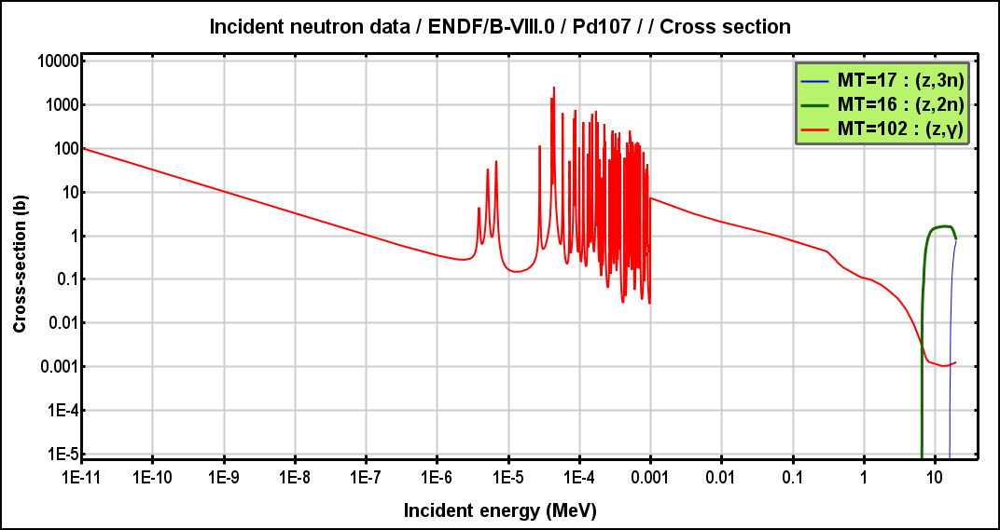 Incident neutron data / ENDF/B-VIII.0 / Pd107 / / Cross section
10000
1000
100
10
1
0.1
0.01
0.001
1E-4
1E-5
Cross-section (b)
MT=17 : (z,3n)
MT=16 : (z,2n)
MT=102 : (z,γ)
1E-11 1E-10 1E-9 1E-8 1E-7 1E-6 1E-5 1E-4 0.001 0.01 0.1 1 10
Incident energy (MeV)